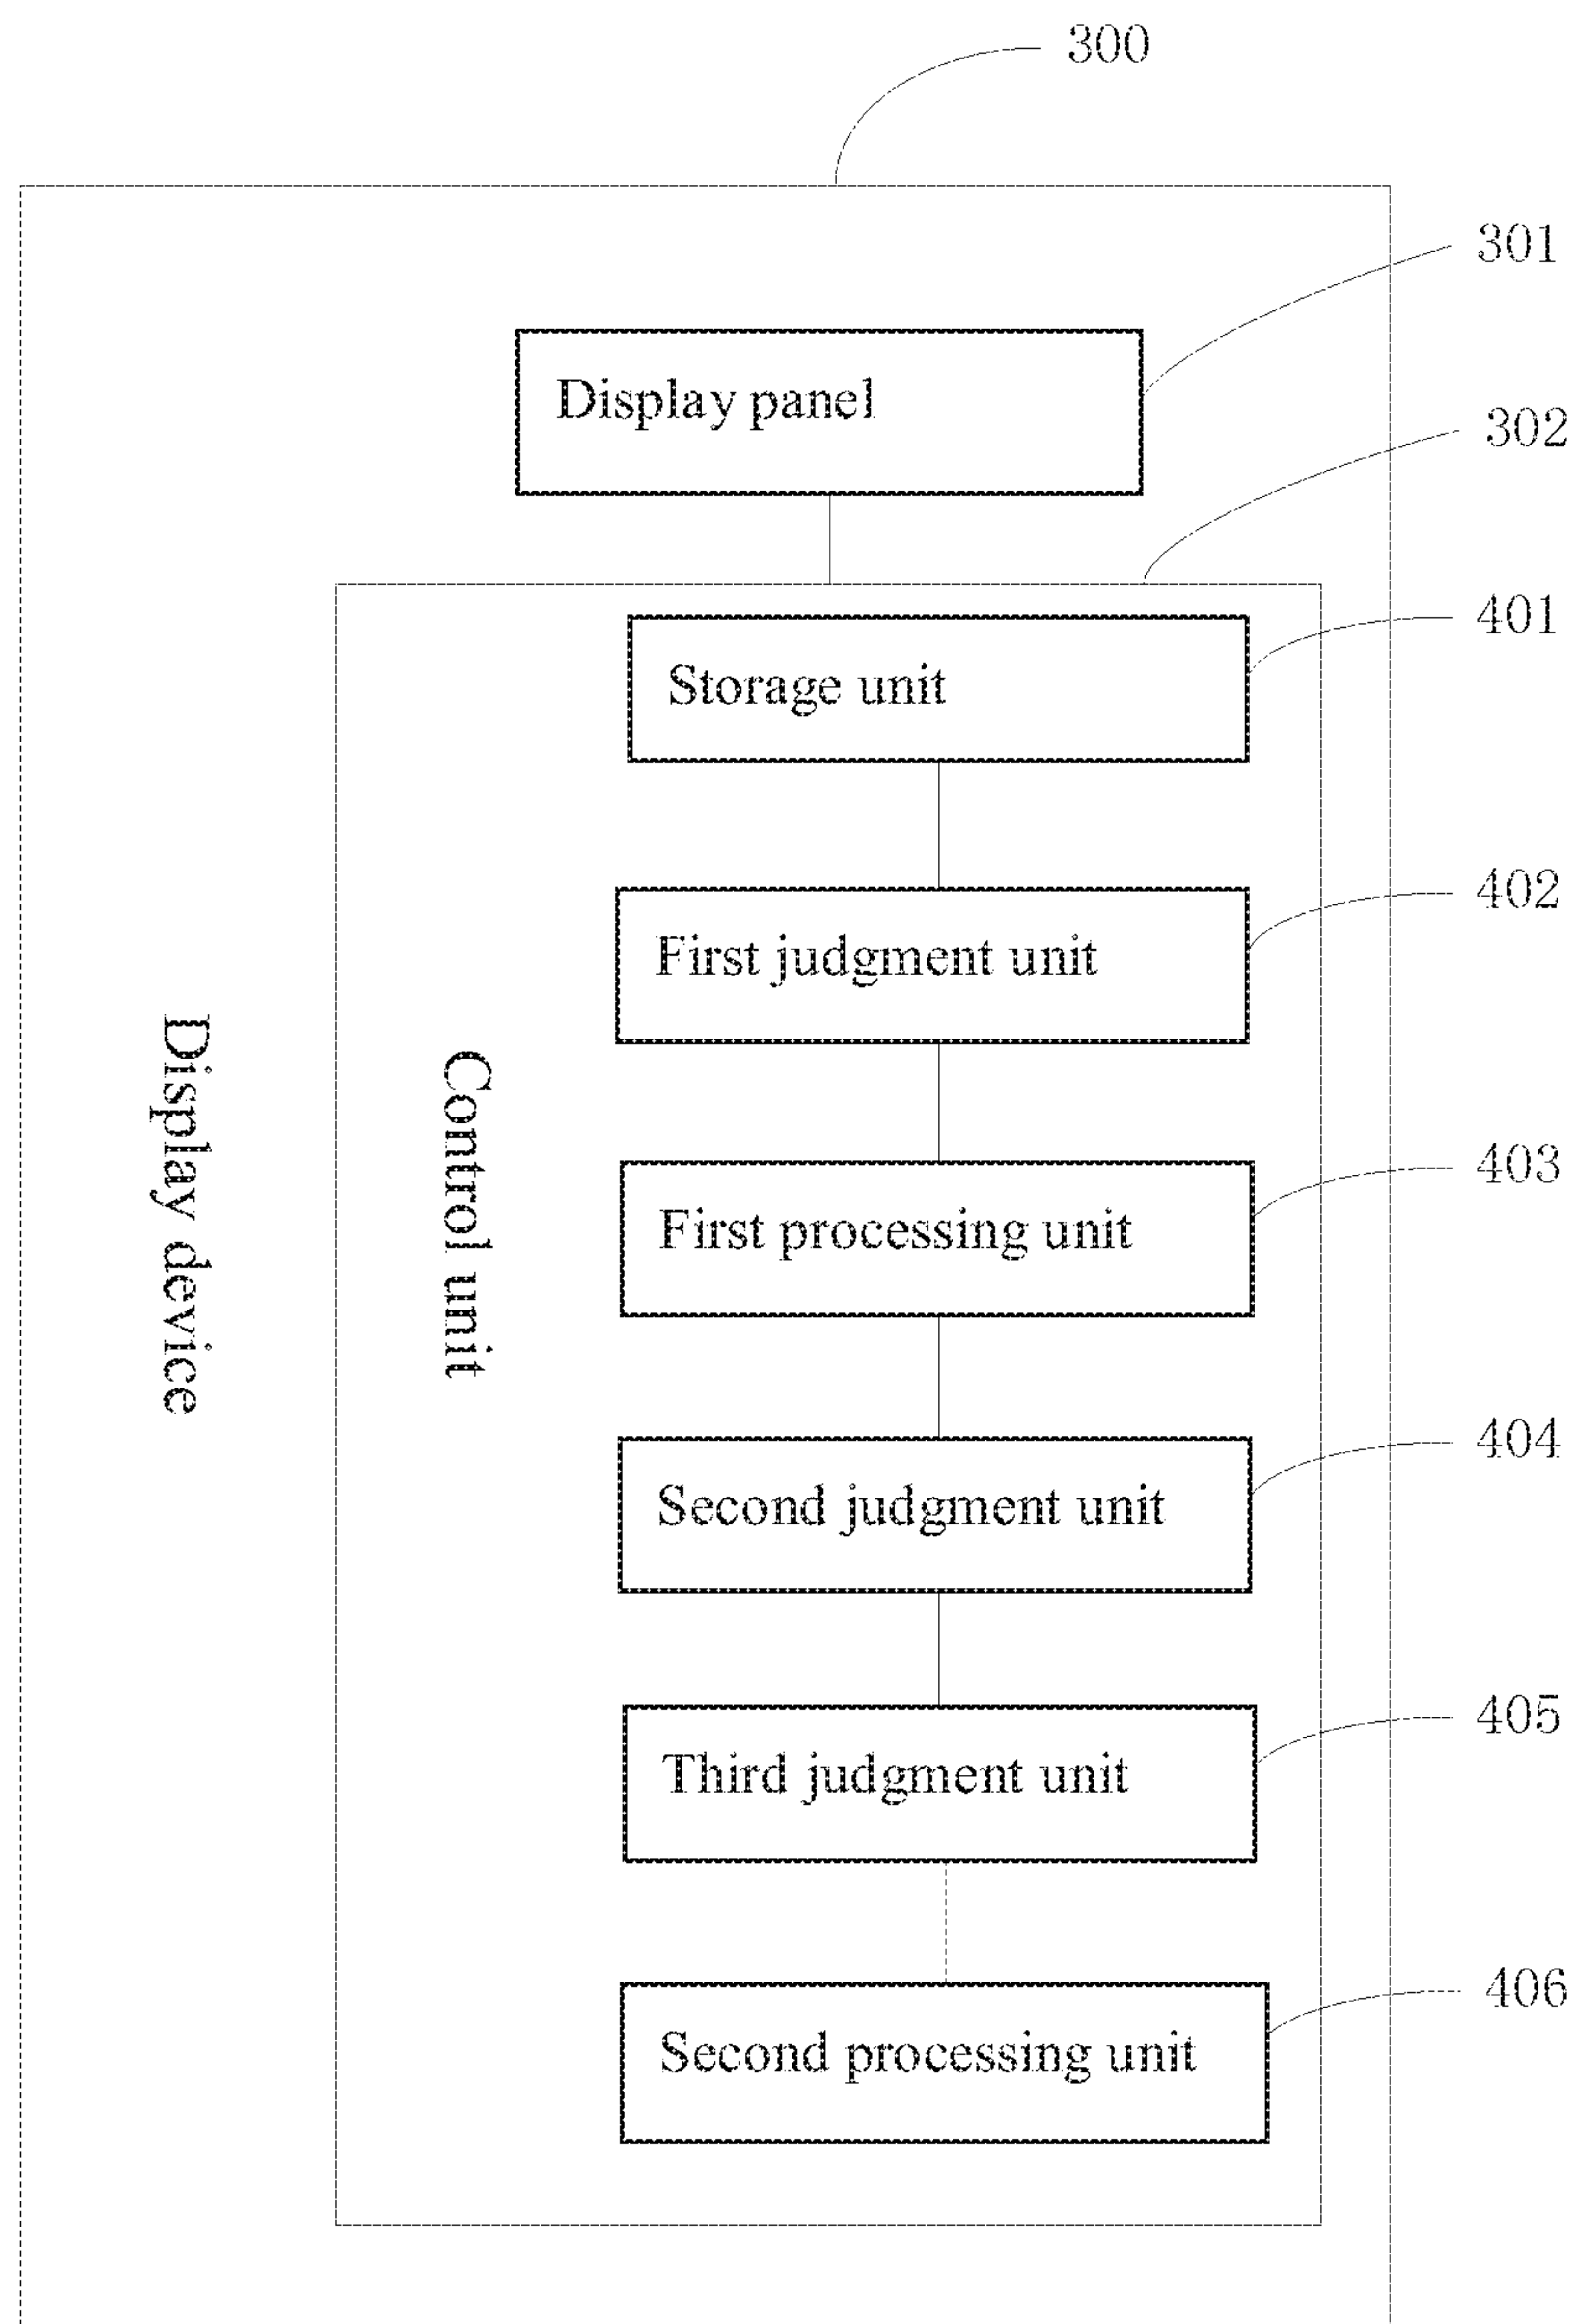 300
301
Display panel
302
401
Storage unit
402
First judgment unit
403
First processing unit
404
Second judgment unit
405
Third judgment unit
406
Second processing unit
Control unit
Display device